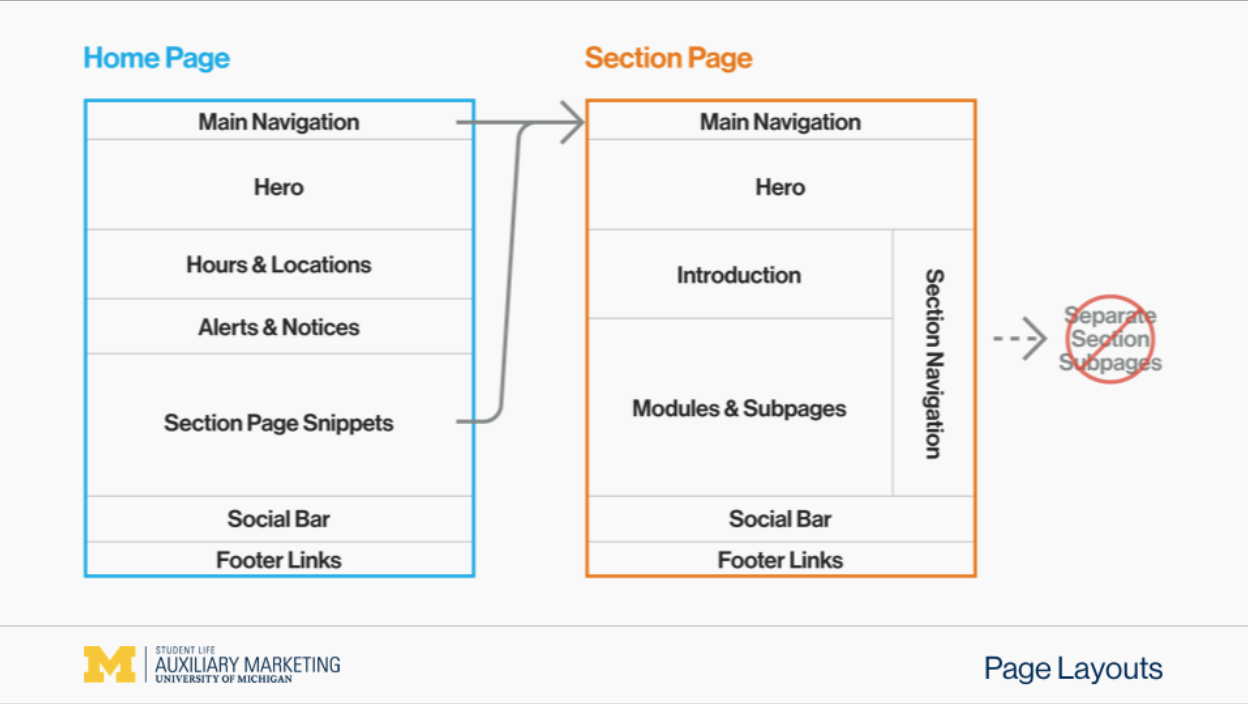 Home Page
Main Navigation
Hero
Hours & Locations
Alerts & Notices
Section Page Snippets
Social Bar
Footer Links
Section Page
Main Navigation
Hero
Introduction
Modules & Subpages
Section Navigation
Social Bar
Footer Links
Separate
Section
Subpages
M
STUDENT LIFE
AUXILIARY MARKETING
UNIVERSITY OF MICHIGAN
Page Layouts